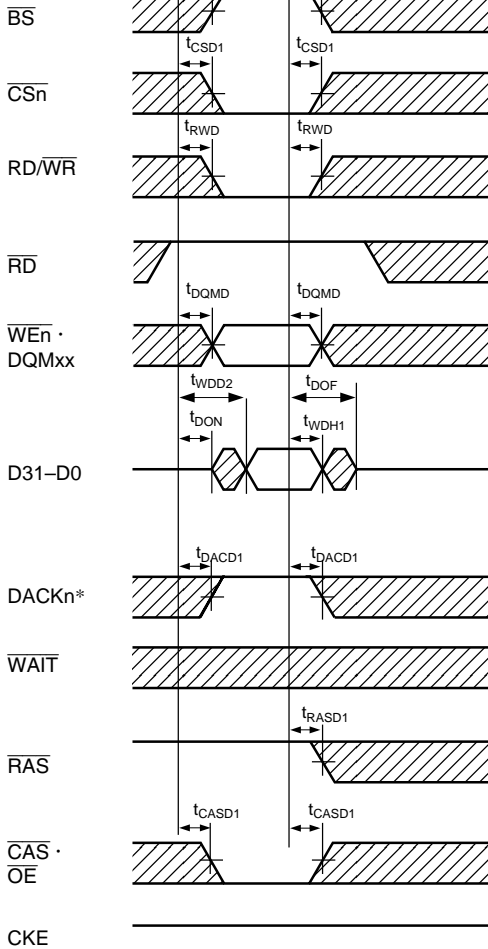 BS
tCSD1 tCSD1
CSn
tRWD tRWD
RD/WR
RD
tDQMD tDQMD
WEn ·
DQMxx
tWDD2 tDOF
tDON tWDH1
D31–D0
tDACD1 tDACD1
DACKn*
WAIT
tRASD1
RAS
tCASD1 tCASD1
CAS ·
OE
CKE